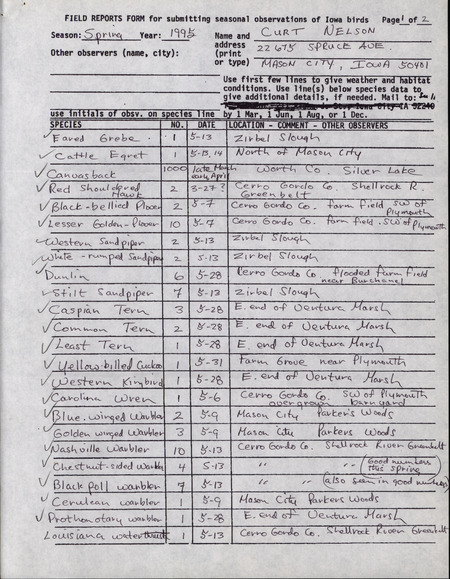 FIELD REPORTS FORM for submitting seasonal observations of Iowa birds Page 1 of 2
Season: Spring Year: 1995 Name and CURT NELSON
address 22675 SPRUCE AVE.
Other observers (name, city): (print
or type) MASON CITY, IOWA 50401
Use first few lines to give weather and habitat
conditions. Use line(s) below species data to
give additional details, if needed. Mail to:
use initials of obsv. on species line by 1 Mar, 1 Jun, 1 Aug, or 1 Dec.
SPECIES NO. DATE LOCATION - COMMENT - OTHER OBSERVERS
✓ Eared Grebe 1 5-13 Zirbel Slough
✓ Cattle Egret 1 5-13, 14 North of Mason City
✓ Canvasback 1000 late March early April Worth Co. Silver Lake
✓ Red Shouldered Hawk 2 3-27 ? Cerro Gordo Co. Shellrock R. Greenbelt
✓ Black-bellied Plover 2 5-7 Cerro Gordo Co. farm field SW of Plymouth
✓ Lesser Golden-Plover 10 5-7 Cerro Gordo Co. farm field. SW of Plymouth
✓ Western Sandpiper 2 5-13 Zirbel Slough
✓ White-rumped Sandpiper 2 5-13 Zirbel Slough
✓ Dunlin 6 5-28 Cerro Gordo Co. flooded farm field near Burchanel
✓ Stilt Sandpiper 7 5-13 Zirbel Slough
✓ Caspian Tern 3 5-28 E. end of Ventura Marsh
✓ Common Tern 2 5-28 E. end of Ventura Marsh
✓ Least Tern 1 5-28 E. end of Ventura Marsh
✓ Yellow-billed Cuckoo 1 5-31 Farm Grove near Plymouth
✓ Western Kingbird 1 5-28 E. end of Ventura Marsh
✓ Carolina Wren 1 5-6 Cerro Gordo Co. SW of Plymouth overgrown barnyard
✓ Blue-winged Warbler 2 5-9 Mason City Parker's Woods
✓ Golden winged Warbler 3 5-9 Mason City Parkers Woods
✓ Nashville Warbler 10 5-13 Cerro Gordo Co. Shellrock River Greenbelt
✓ Chestnut-sided Warbler 4 5-13 " " " (Good numbers this spring)
✓ Black poll warbler 7 5-13 " " (also seen in good numbers)
✓ Cerulean warbler 1 5-9 Mason City Parkers Woods
✓ Prothonotary warbler 1 5-28 E. end of Ventura Marsh
Louisiana waterthrush 1 5-13 Cerro Gordo Co. Shellrock River Greenbelt